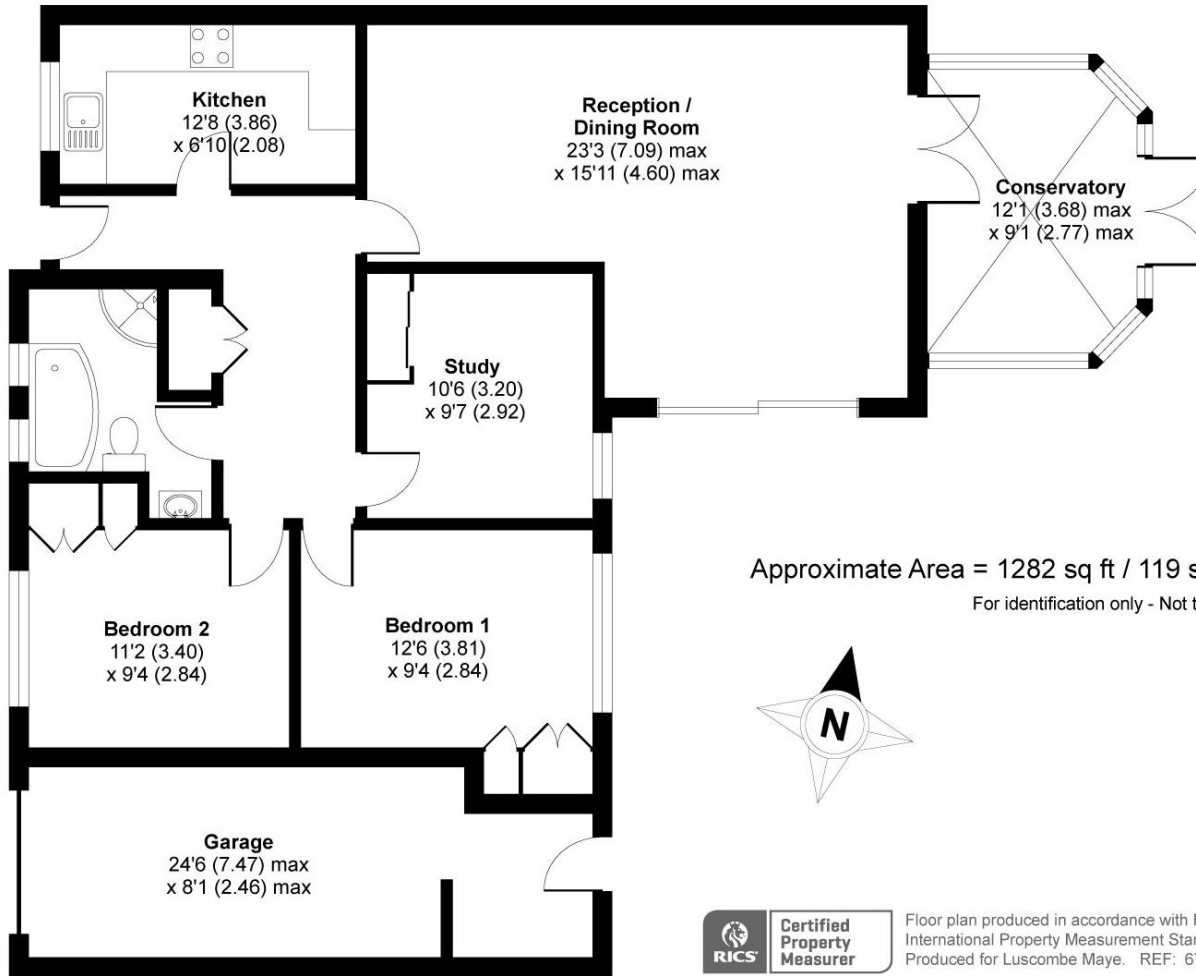 Kitchen
12'8 (3.86)
x 6'10 (2.08)
Reception /
Dining Room
23'3 (7.09) max
x 15'11 (4.60) max
Conservatory
12'1 (3.68) max
x 9'1 (2.77) max
Study
10'6 (3.20)
x 9'7 (2.92)
Bedroom 2
11'2 (3.40)
x 9'4 (2.84)
Bedroom 1
12'6 (3.81)
x 9'4 (2.84)
Approximate Area = 1282 sq ft / 119 s
For identification only - Not t
N
Garage
24'6 (7.47) max
x 8'1 (2.46) max
RICS
Certified
Property
Measurer
Floor plan produced in accordance with
International Property Measurement Stan
Produced for Luscombe Maye. REF: 6